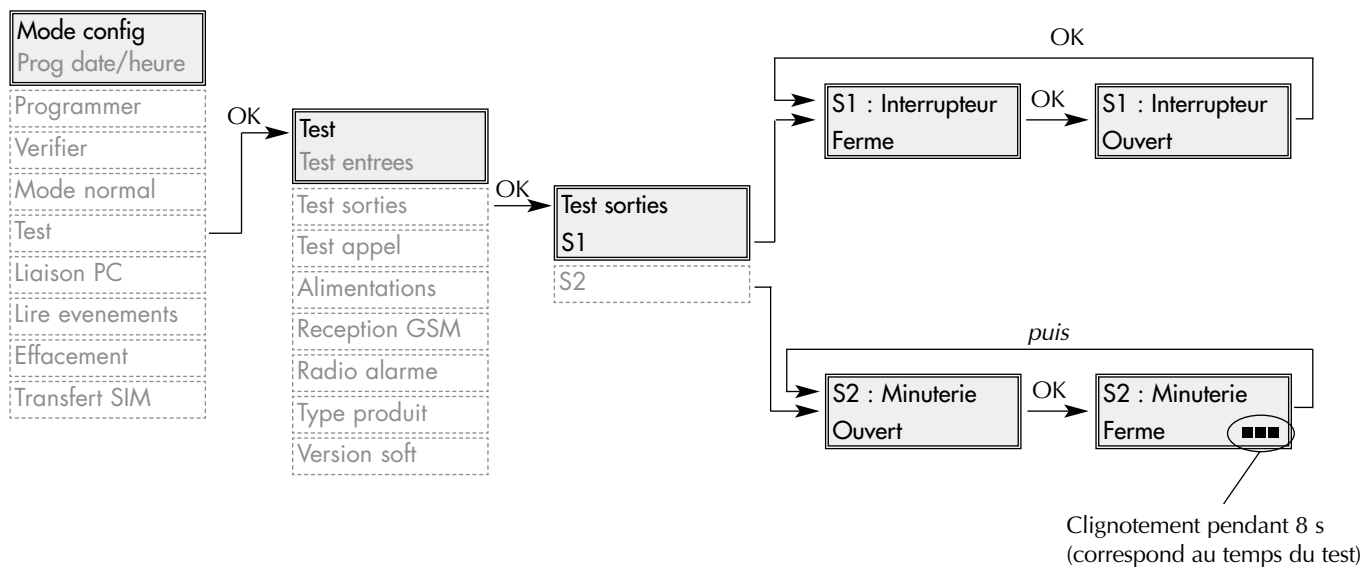 Mode config
Prog date/heure
Programmer
Verifier
Mode normal
Test
Liaison PC
Lire evenements
Effacement
Transfert SIM
OK
Test
Test entrees
Test sorties
Test appel
Alimentations
Reception GSM
Radio alarme
Type produit
Version soft
OK
Test sorties
S1
S2
OK
S1 : Interrupteur
Ferme
OK
S1 : Interrupteur
Ouvert
puis
S2 : Minuterie
Ouvert
OK
S2 : Minuterie
Ferme
Clignotement pendant 8 s
(correspond au temps du test)